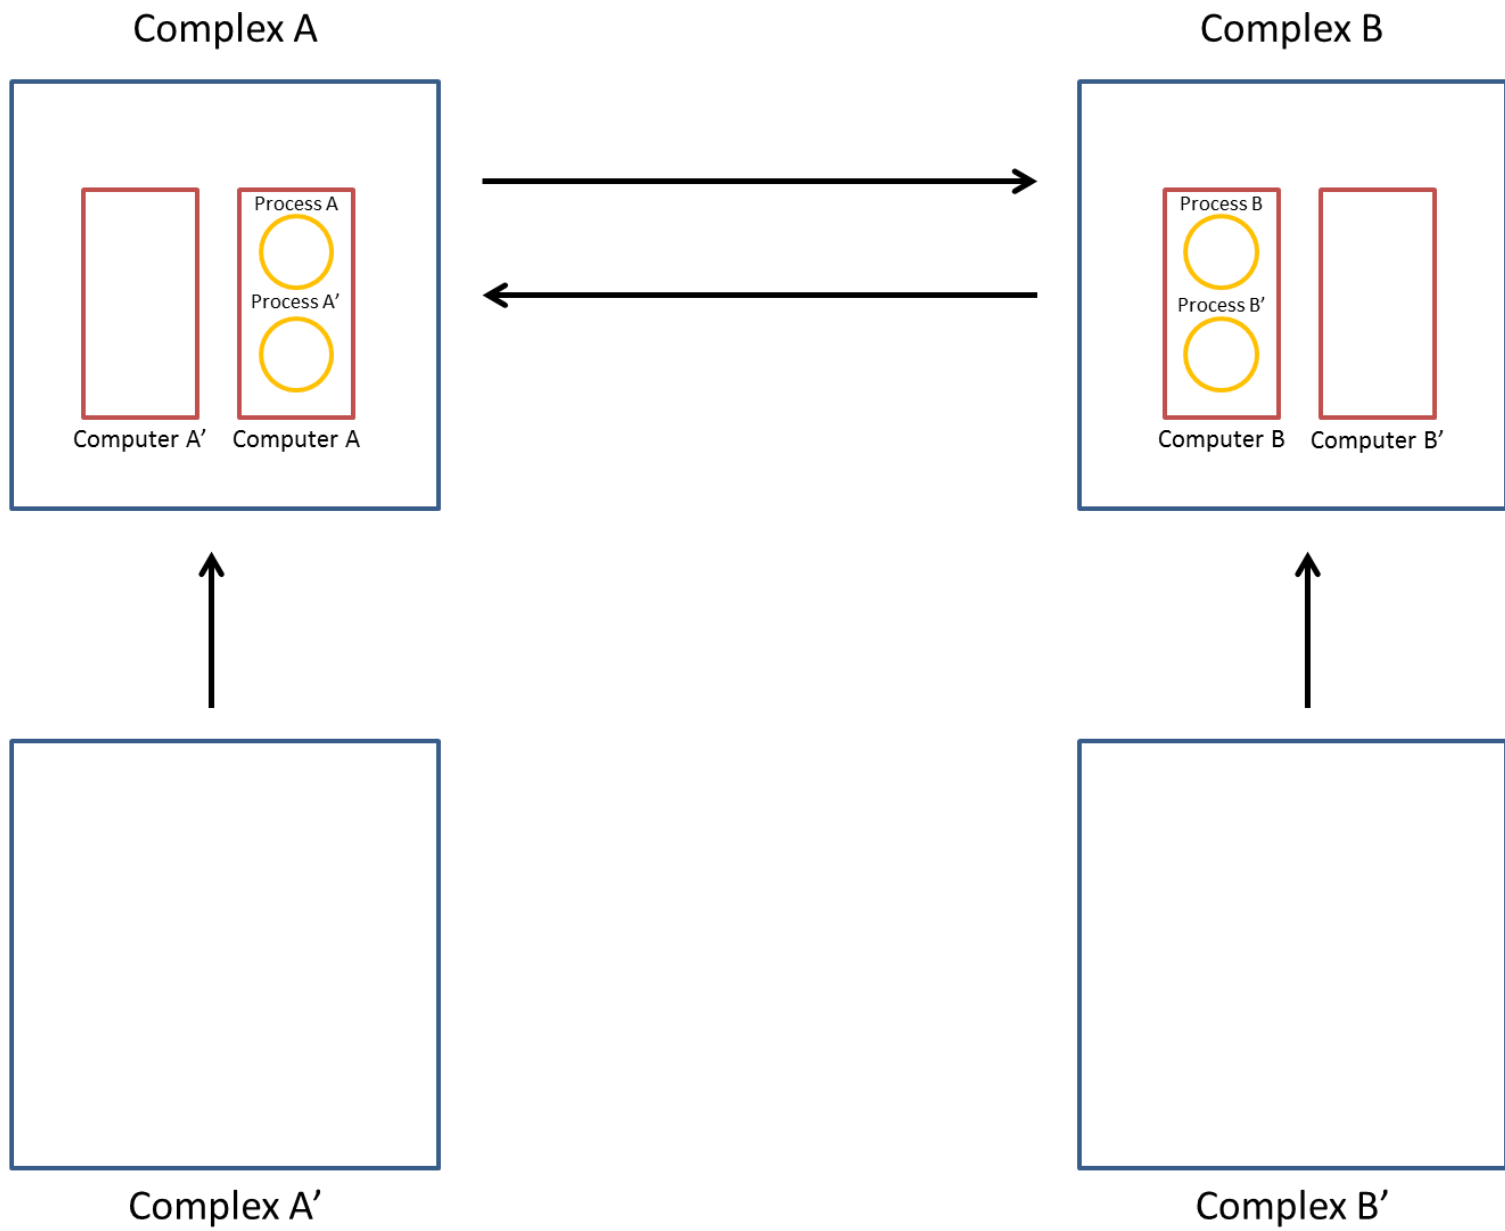 Complex A
Complex B
Process A
Process A’
Computer A’
Computer A
Process B
Process B’
Computer B
Computer B’
Complex A’
Complex B’